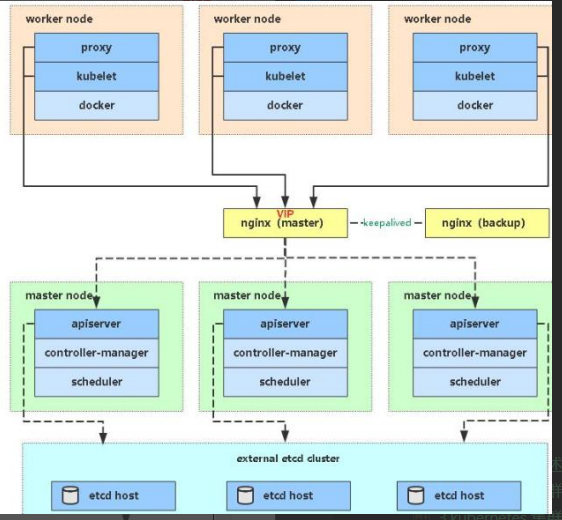 worker node
worker node
worker node
proxy
proxy
proxy
kubelet
kubelet
kubelet
docker
docker
docker
VIP
nginx (master)
keepalived
nginx (backup)
master node
master node
master node
apiserver
apiserver
apiserver
controller-manager
controller-manager
controller-manager
scheduler
scheduler
scheduler
external etcd cluster
etcd host
etcd host
etcd host